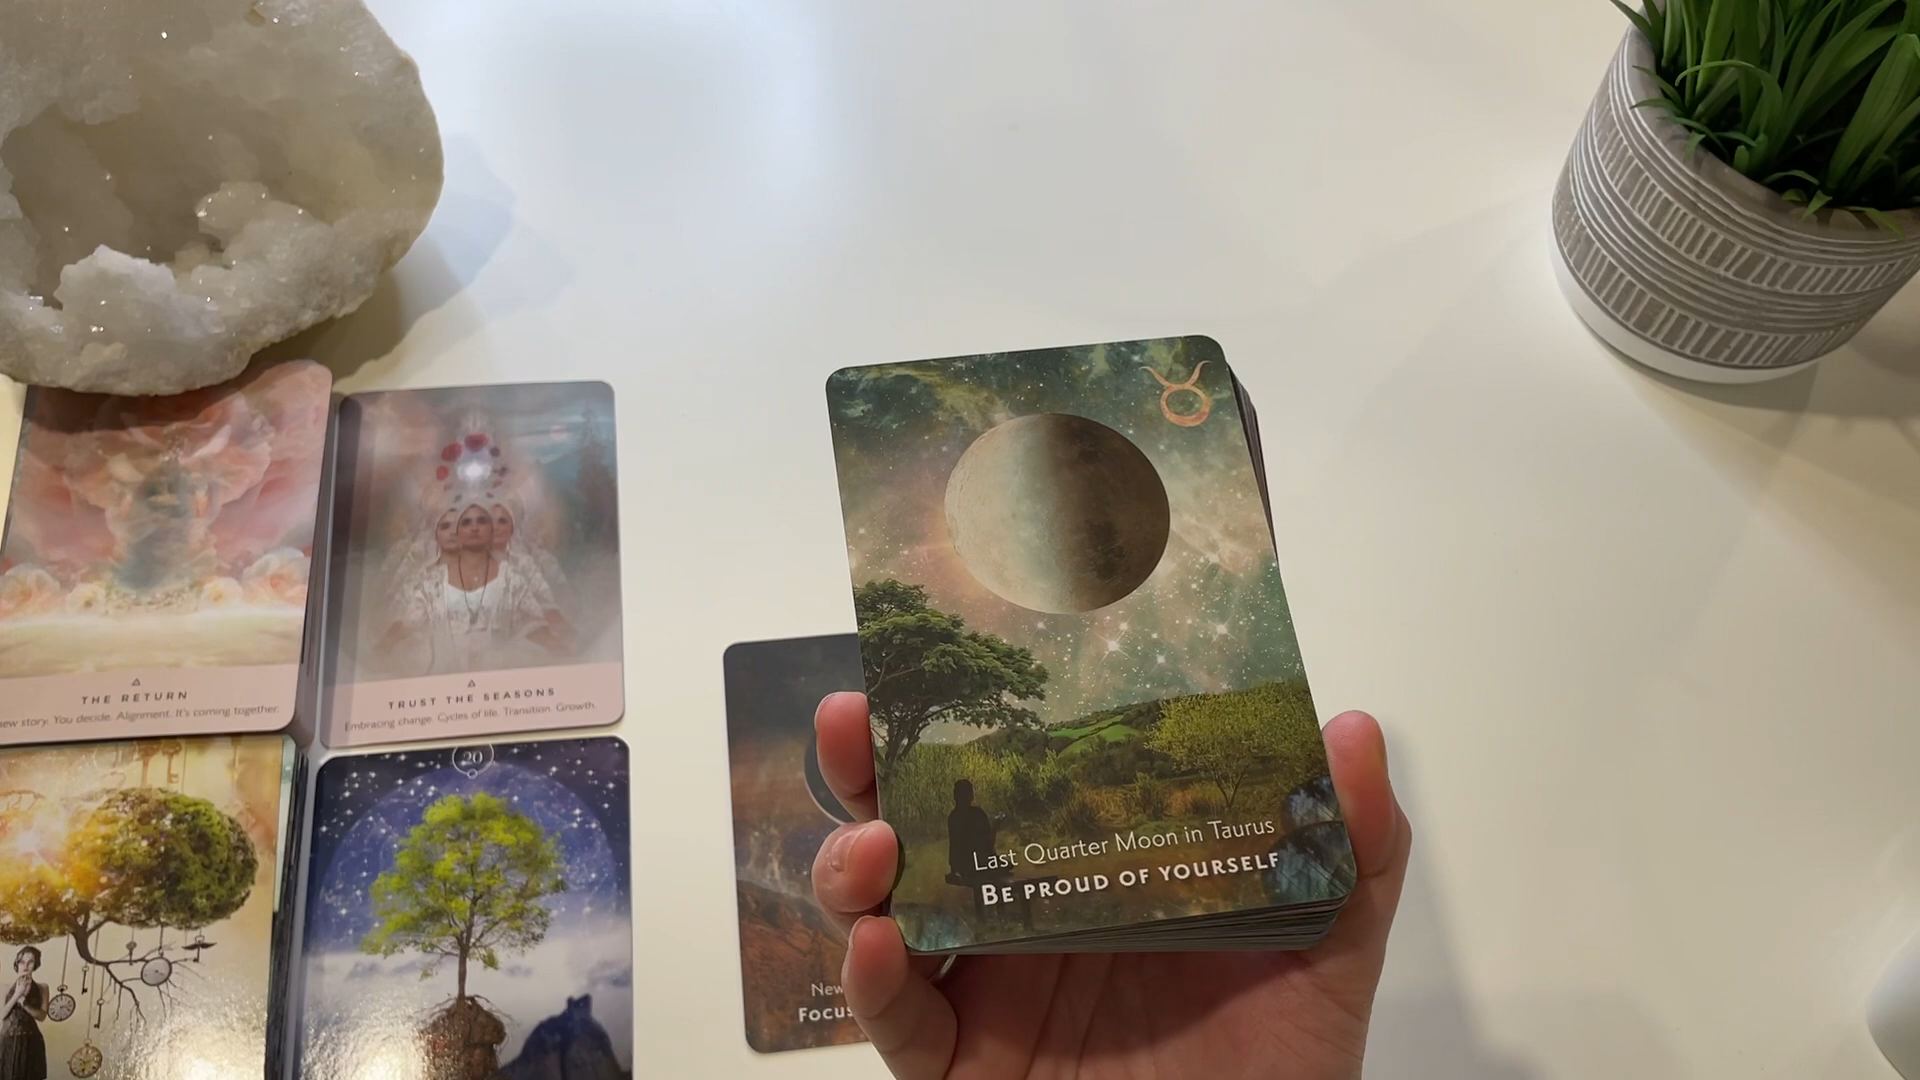 THE RETURN
new story. You decide. Alignment. It's coming together.
TRUST THE SEASONS
Embracing change. Cycles of life. Transition. Growth.
20
Last Quarter Moon in Taurus
BE PROUD OF YOURSELF
New
Focus